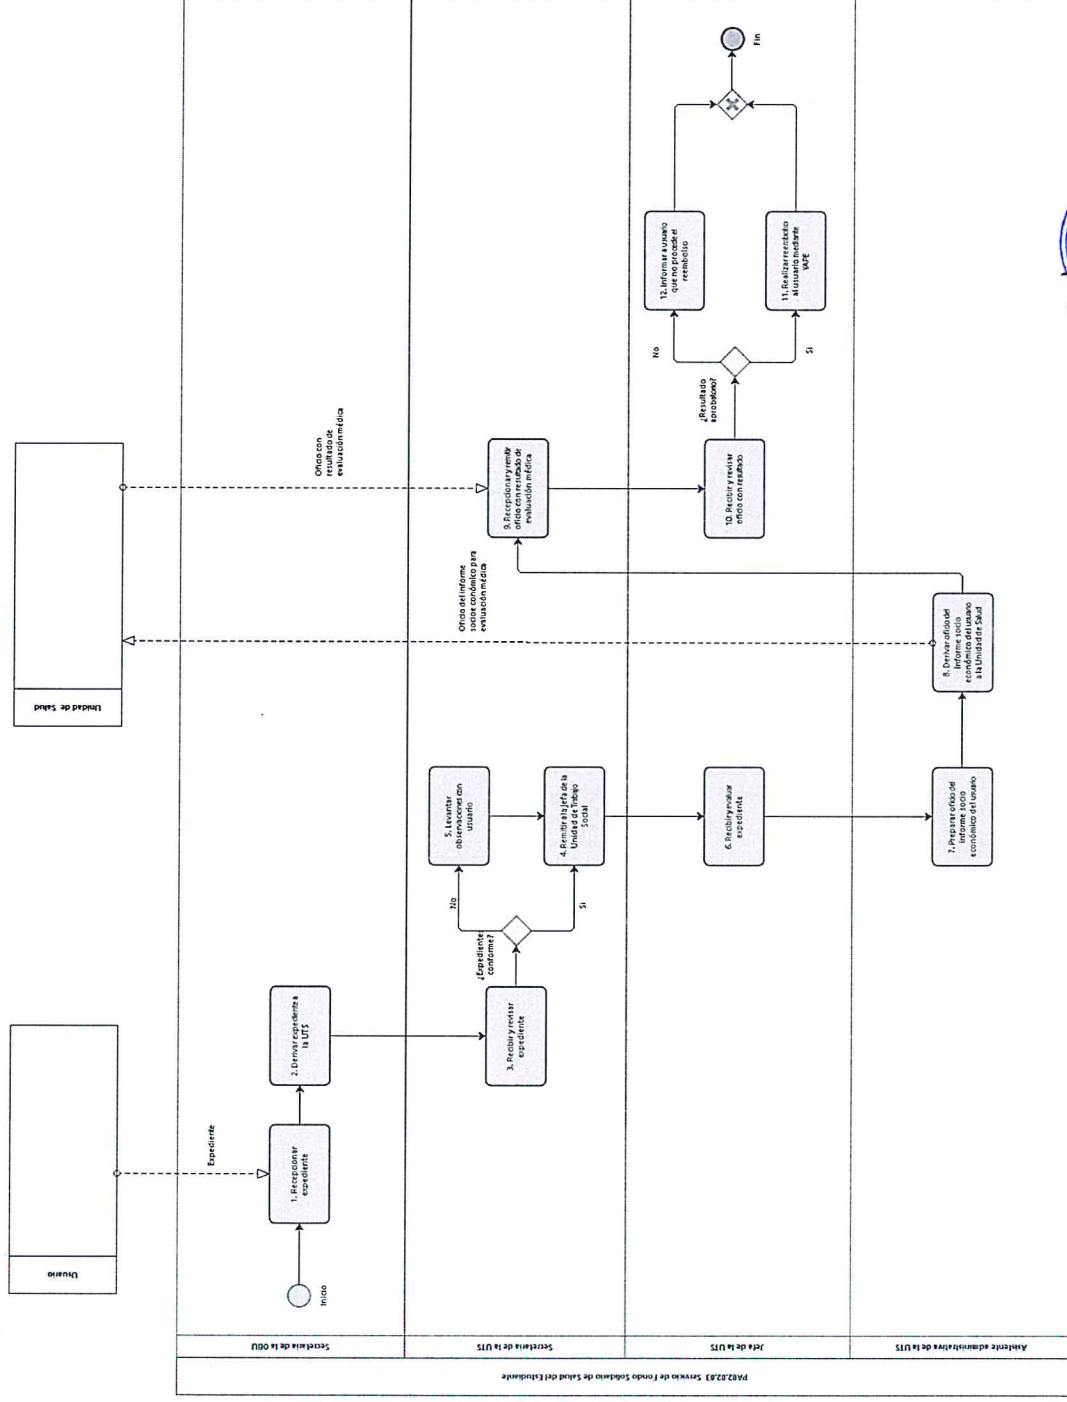 PA02.02.03 Servicio de Fondo Solidario de Salud del Estudiante
Usuario
Unidad de Salud
Secretaria de la OBU
Inicio
1. Recepcionar
expediente
Expediente
2. Derivar expediente a
la UTS
Secretaria de la UTS
3. Recibir y revisar
expediente
¿Expediente
conforme?
No
Si
5. Levantar
observaciones con
usuario
4. Remitir a la Jefa de la
Unidad de Trabajo
Social
Oficio del informe
socioeconómico para
evaluación médica
9. Recepcionar y remitir
oficio con resultado de
evaluación médica
Oficio con
resultado de
evaluación médica
Jefa de la UTS
6. Recibir y evaluar
expediente
10. Recibir y revisar
oficio con resultado
¿Resultado
aprobatorio?
No
Si
12. Informar a usuario
que no procede el
reembolso
11. Realizar reembolso
al usuario mediante
VAPE
Fin
Asistente administrativa de la UTS
7. Preparar oficio del
informe socio
económico del usuario
8. Derivar oficio del
Informe socio
económico del usuario
a la Unidad de Salud